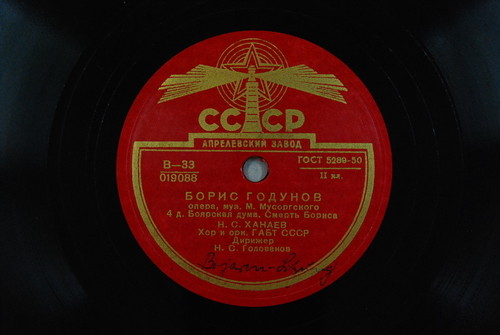 СССР
АПРЕЛЕВСКИЙ ЗАВОД
В—33
019088
ГОСТ 5289-50
II кл.
БОРИС ГОДУНОВ
опера, муз. М. Мусоргского
4 д. Боярская дума, Смерть Бориса
Н. С. ХАНАЕВ
Хор и орк. ГАБТ СССР
Дирижер
Н. С. Голованов